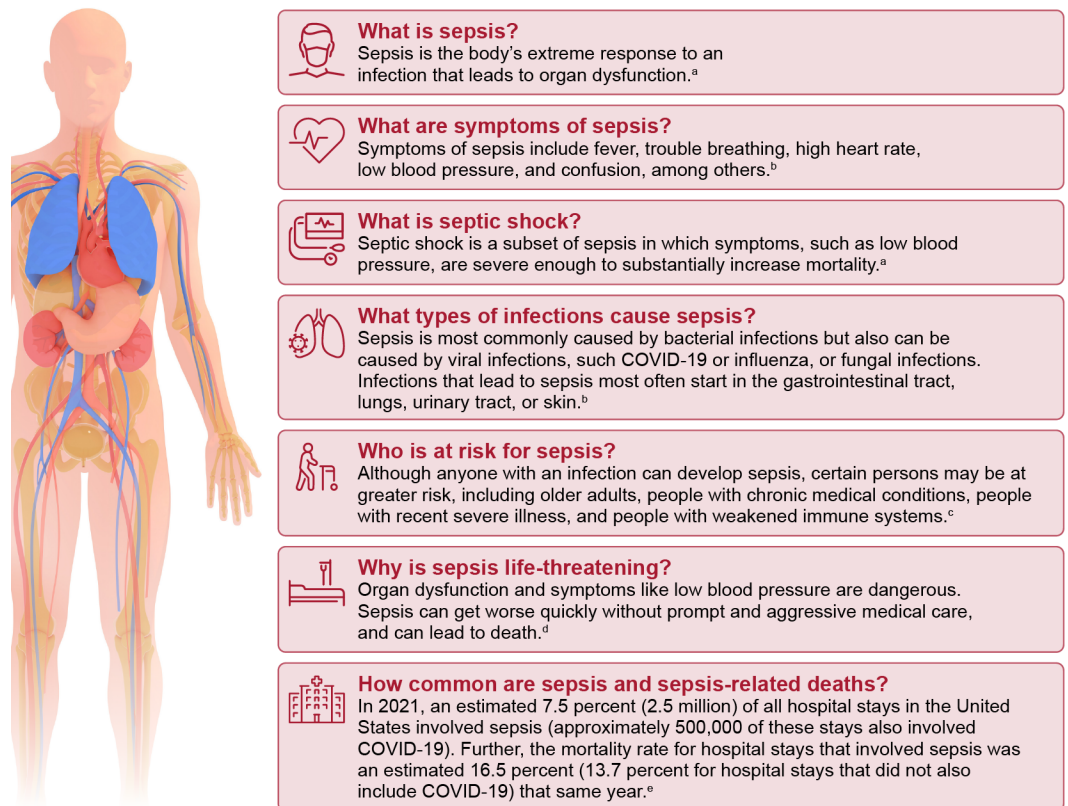 What is sepsis?
Sepsis is the body’s extreme response to an
infection that leads to organ dysfunction.ᵃ
What are symptoms of sepsis?
Symptoms of sepsis include fever, trouble breathing, high heart rate,
low blood pressure, and confusion, among others.ᵇ
What is septic shock?
Septic shock is a subset of sepsis in which symptoms, such as low blood
pressure, are severe enough to substantially increase mortality.ᵃ
What types of infections cause sepsis?
Sepsis is most commonly caused by bacterial infections but also can be
caused by viral infections, such COVID-19 or influenza, or fungal infections.
Infections that lead to sepsis most often start in the gastrointestinal tract,
lungs, urinary tract, or skin.ᵇ
Who is at risk for sepsis?
Although anyone with an infection can develop sepsis, certain persons may be at
greater risk, including older adults, people with chronic medical conditions, people
with recent severe illness, and people with weakened immune systems.ᶜ
Why is sepsis life-threatening?
Organ dysfunction and symptoms like low blood pressure are dangerous.
Sepsis can get worse quickly without prompt and aggressive medical care,
and can lead to death.ᵈ
How common are sepsis and sepsis-related deaths?
In 2021, an estimated 7.5 percent (2.5 million) of all hospital stays in the United
States involved sepsis (approximately 500,000 of these stays also involved
COVID-19). Further, the mortality rate for hospital stays that involved sepsis was
an estimated 16.5 percent (13.7 percent for hospital stays that did not also
include COVID-19) that same year.ᵉ